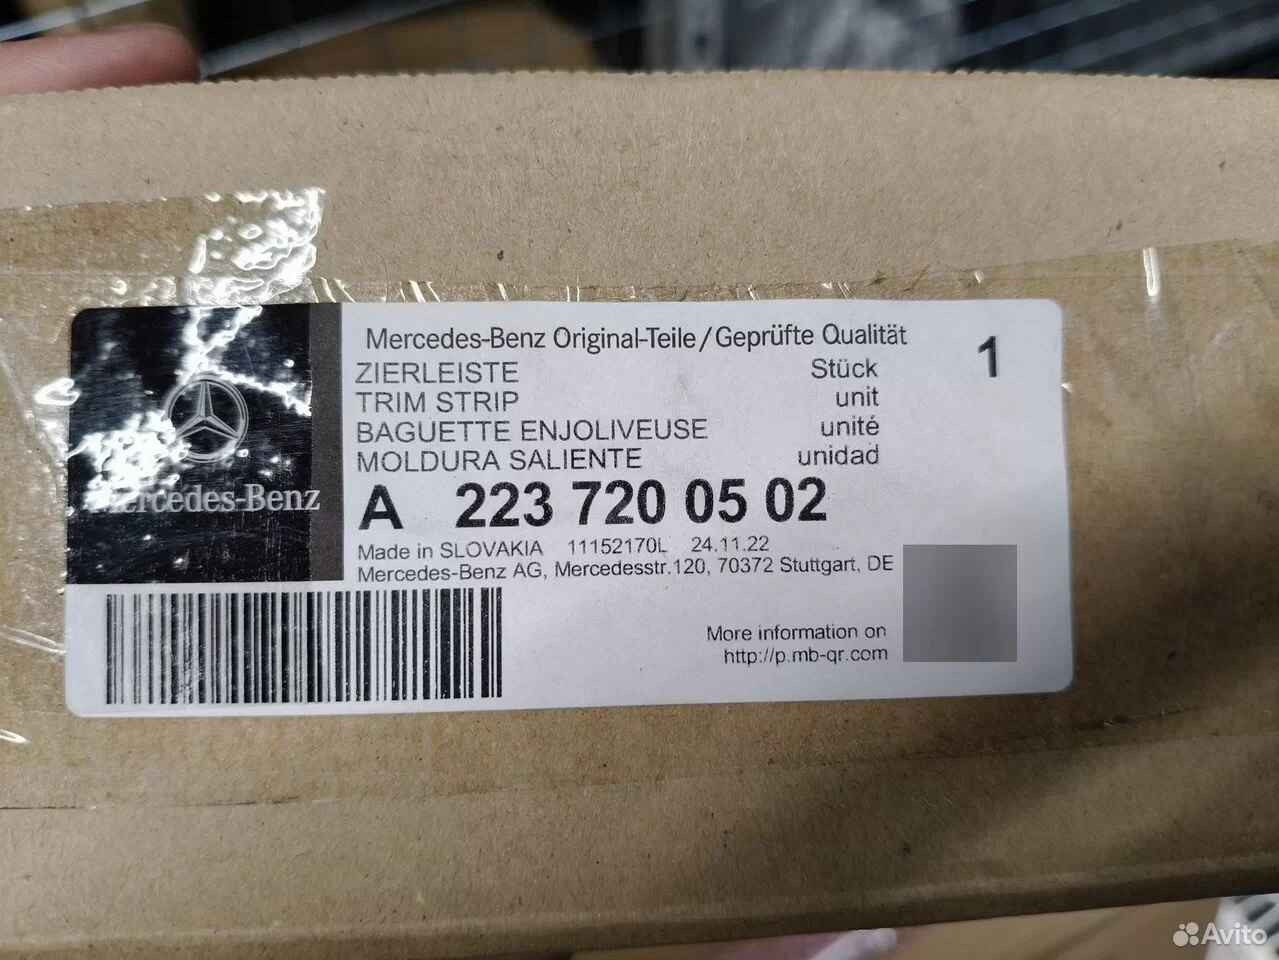 Mercedes-Benz Original-Teile/Geprüfte Qualität
1
ZIERLEISTE Stück
TRIM STRIP unit
BAGUETTE ENJOLIVEUSE unité
MOLDURA SALIENTE unidad
Mercedes-Benz
A 223 720 05 02
Made in SLOVAKIA 11152170L 24.11.22
Mercedes-Benz AG, Mercedesstr.120, 70372 Stuttgart, DE
More information on
http://p.mb-qr.com
Avito